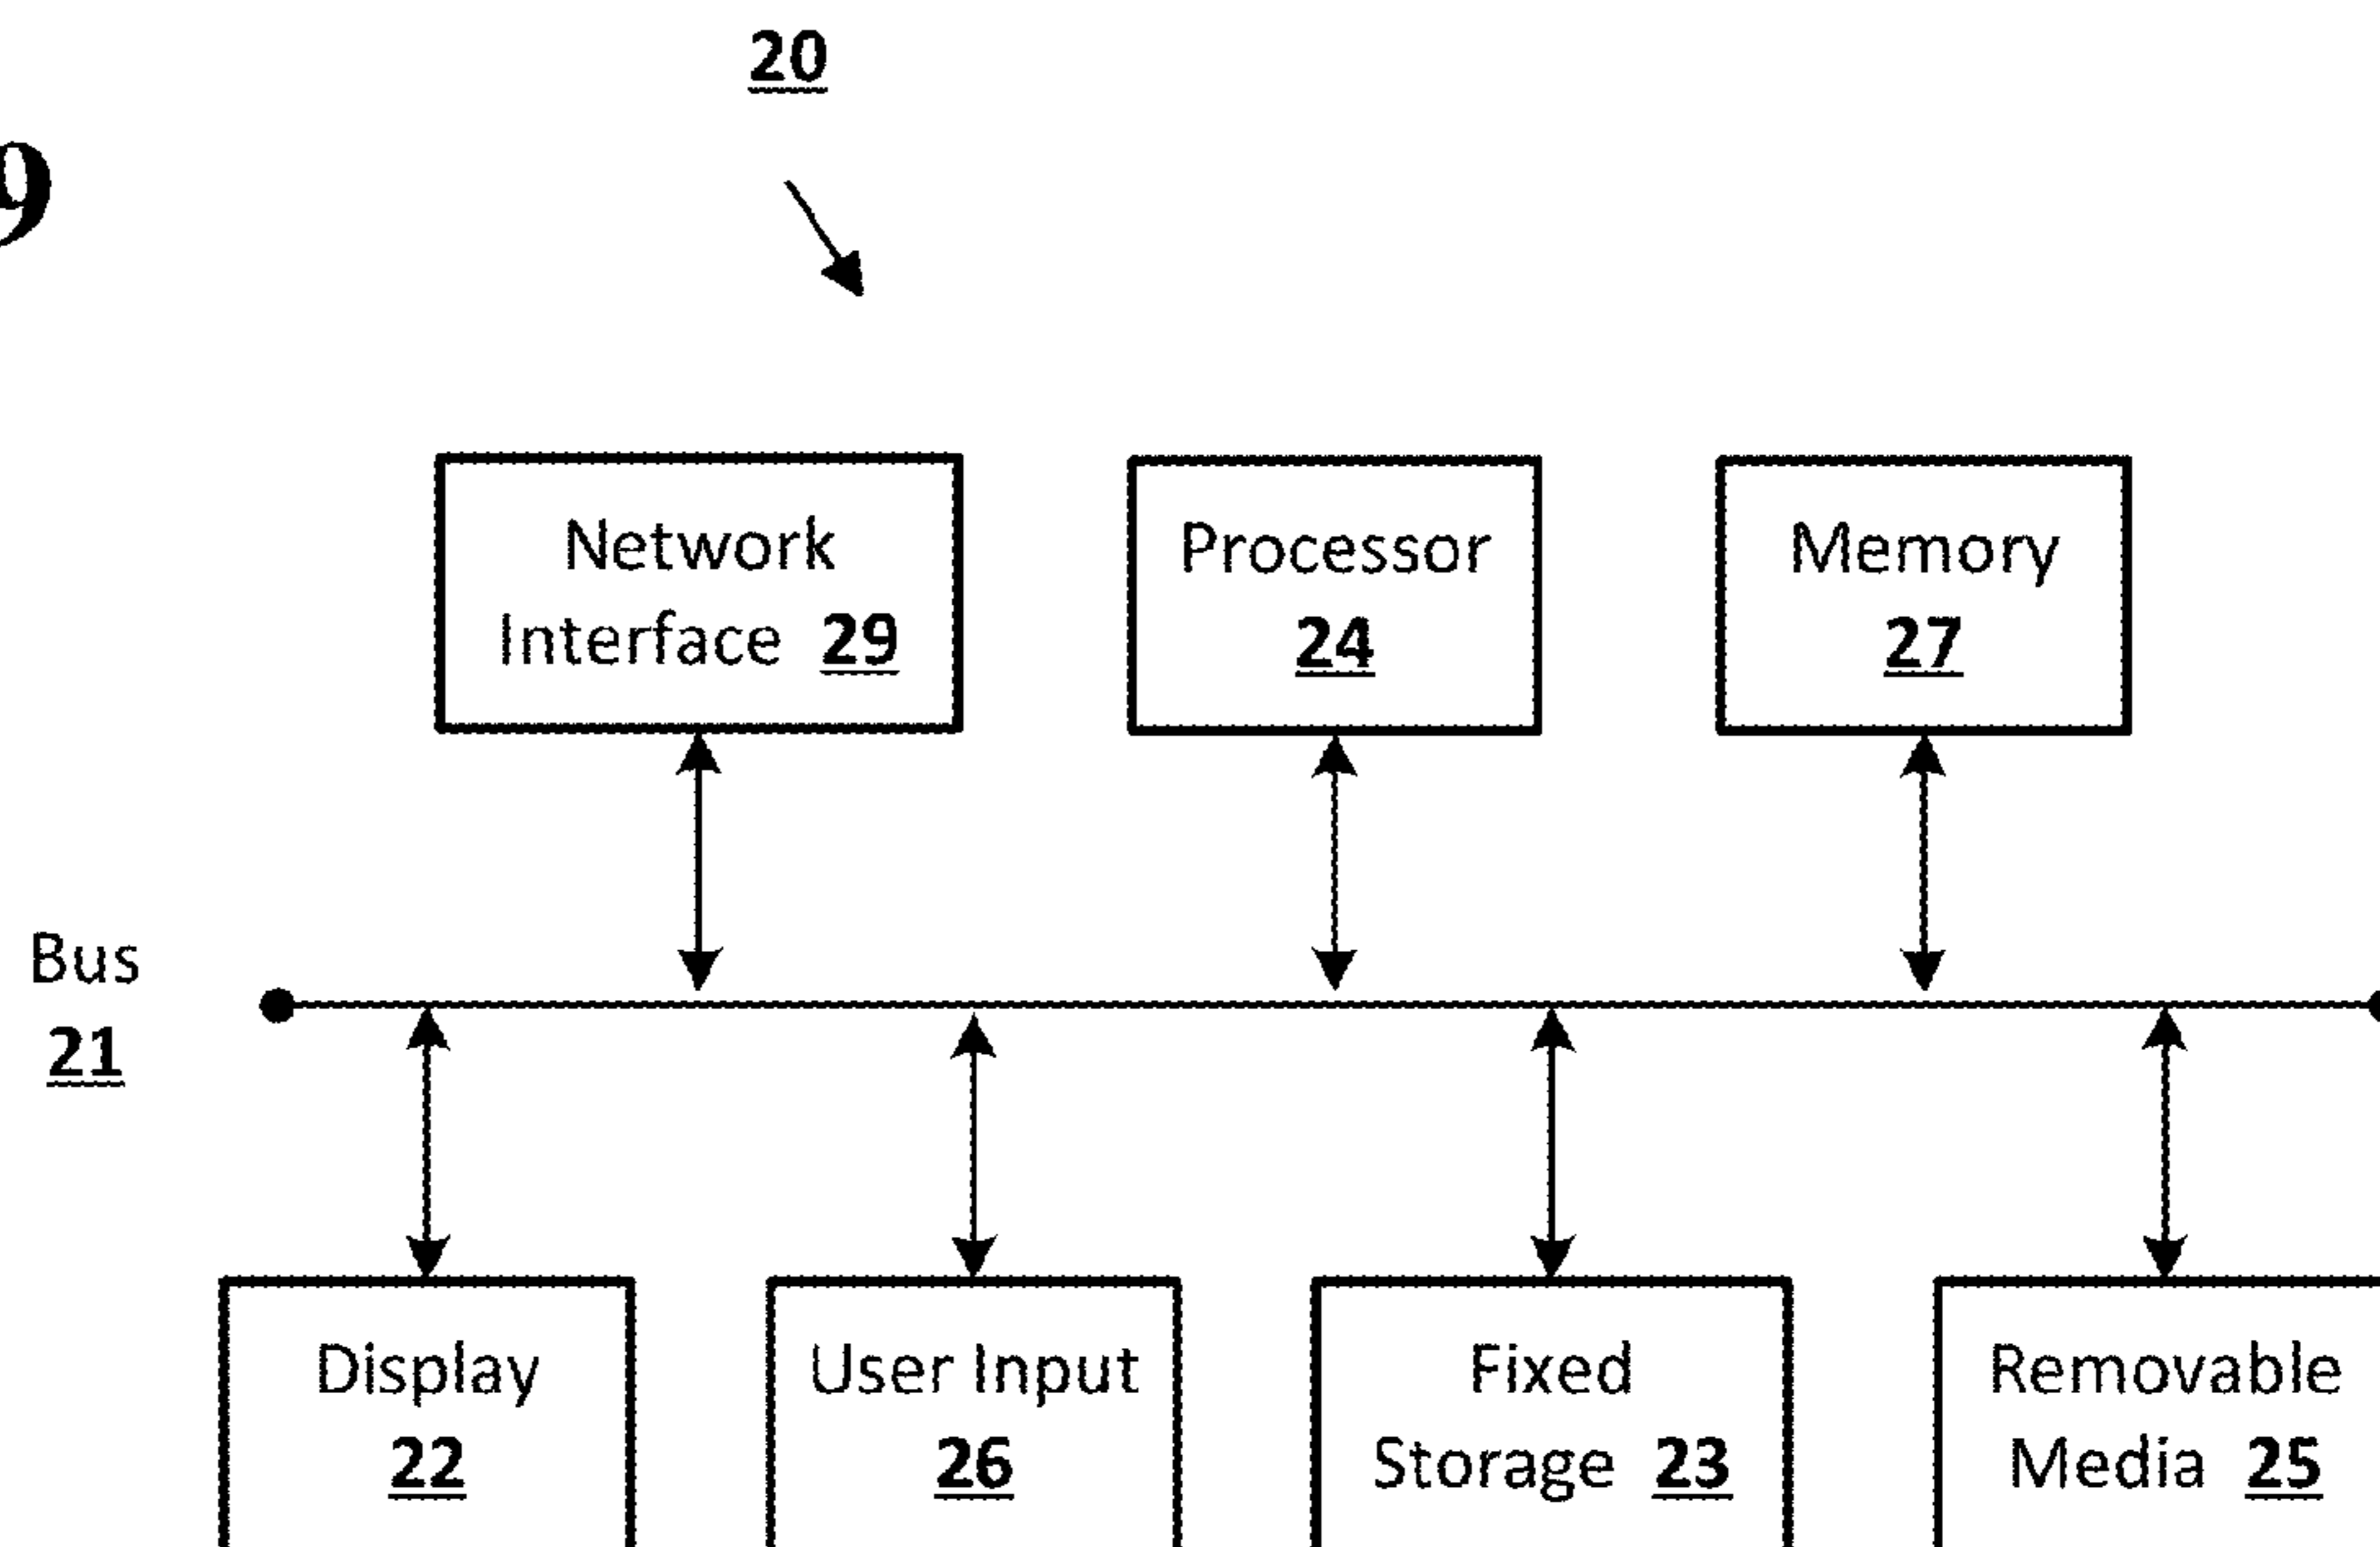 20
9
Network
Interface 29
Processor
24
Memory
27
Bus
21
Display
22
User Input
26
Fixed
Storage 23
Removable
Media 25